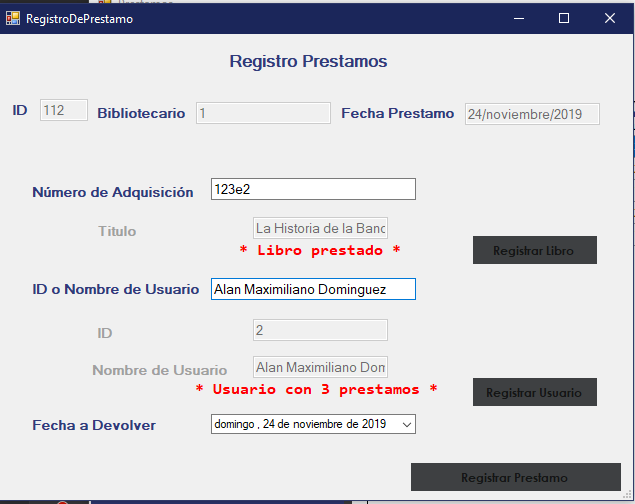 RegistroDePrestamo
Registro Prestamos
ID 112 Bibliotecario 1 Fecha Prestamo 24/noviembre/2019
Número de Adquisición 123e2
Titulo La Historia de la Banc
* Libro prestado * Registrar Libro
ID o Nombre de Usuario Alan Maximiliano Dominguez
ID 2
Nombre de Usuario Alan Maximiliano Don
* Usuario con 3 prestamos * Registrar Usuario
Fecha a Devolver domingo , 24 de noviembre de 2019
Registrar Prestamo